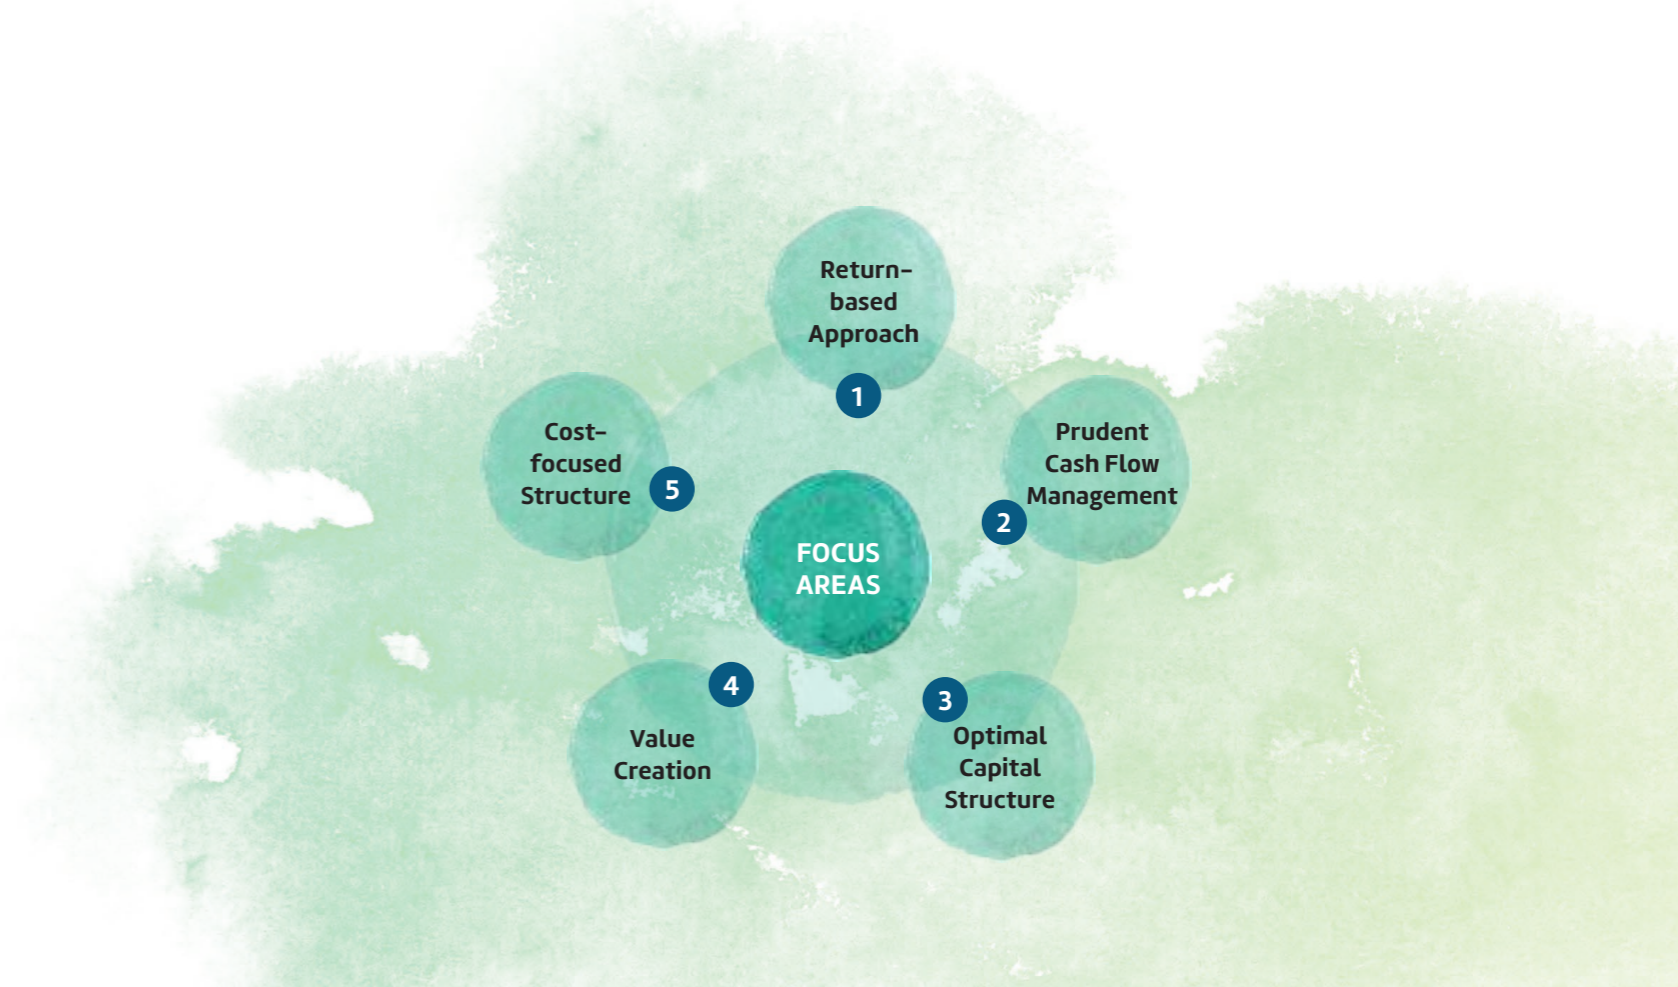 Return-
based
Approach
1
Prudent
Cash Flow
Management
2
3
Optimal
Capital
Structure
4
Value
Creation
Cost-
focused
Structure
5
FOCUS
AREAS